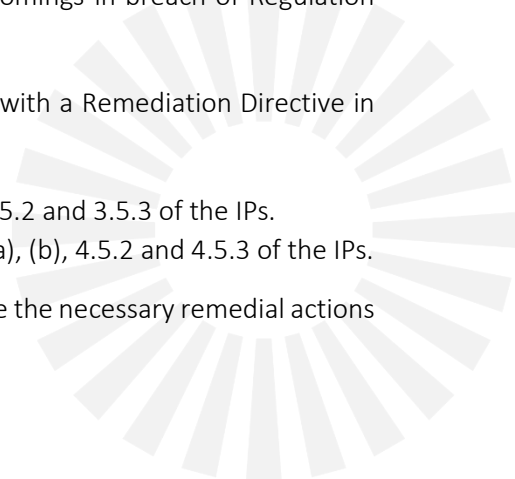 omings in breach of Regulation
with a Remediation Directive in
5.2 and 3.5.3 of the IPs.
a), (b), 4.5.2 and 4.5.3 of the IPs.
e the necessary remedial actions